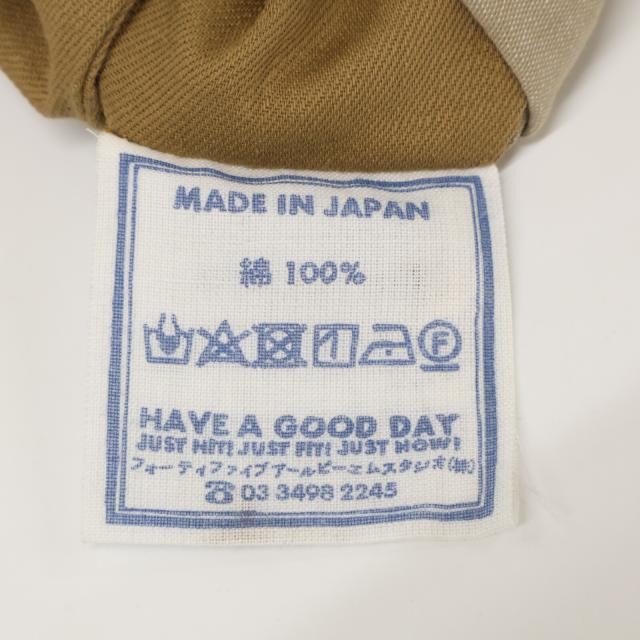 MADE IN JAPAN
綿 100%
F
HAVE A GOOD DAY
JUST HIT! JUST FIT! JUST NOW!
フォーティファイブアールピーエムスタジオ(株)
☎ 03 3498 2245